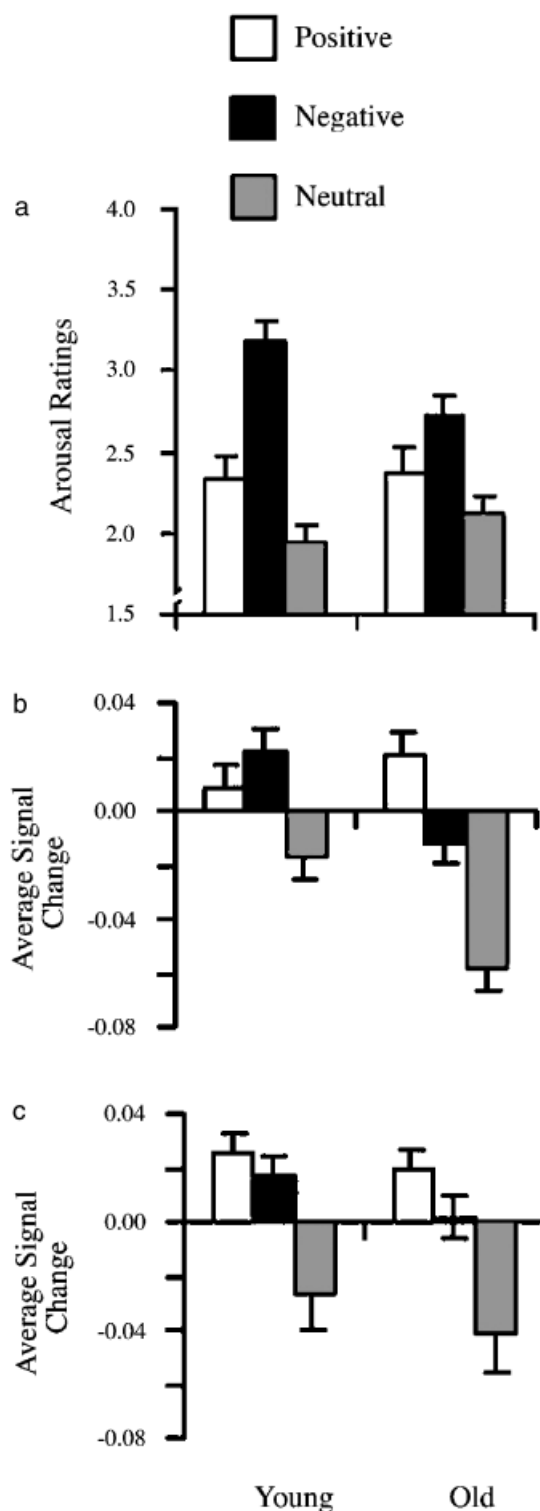 Positive
Negative
Neutral
a
4.0
3.5
3.0
2.5
2.0
1.5
Arousal Ratings
b
0.04
0.00
-0.04
-0.08
Average Signal
Change
c
0.04
0.00
-0.04
-0.08
Average Signal
Change
Young
Old